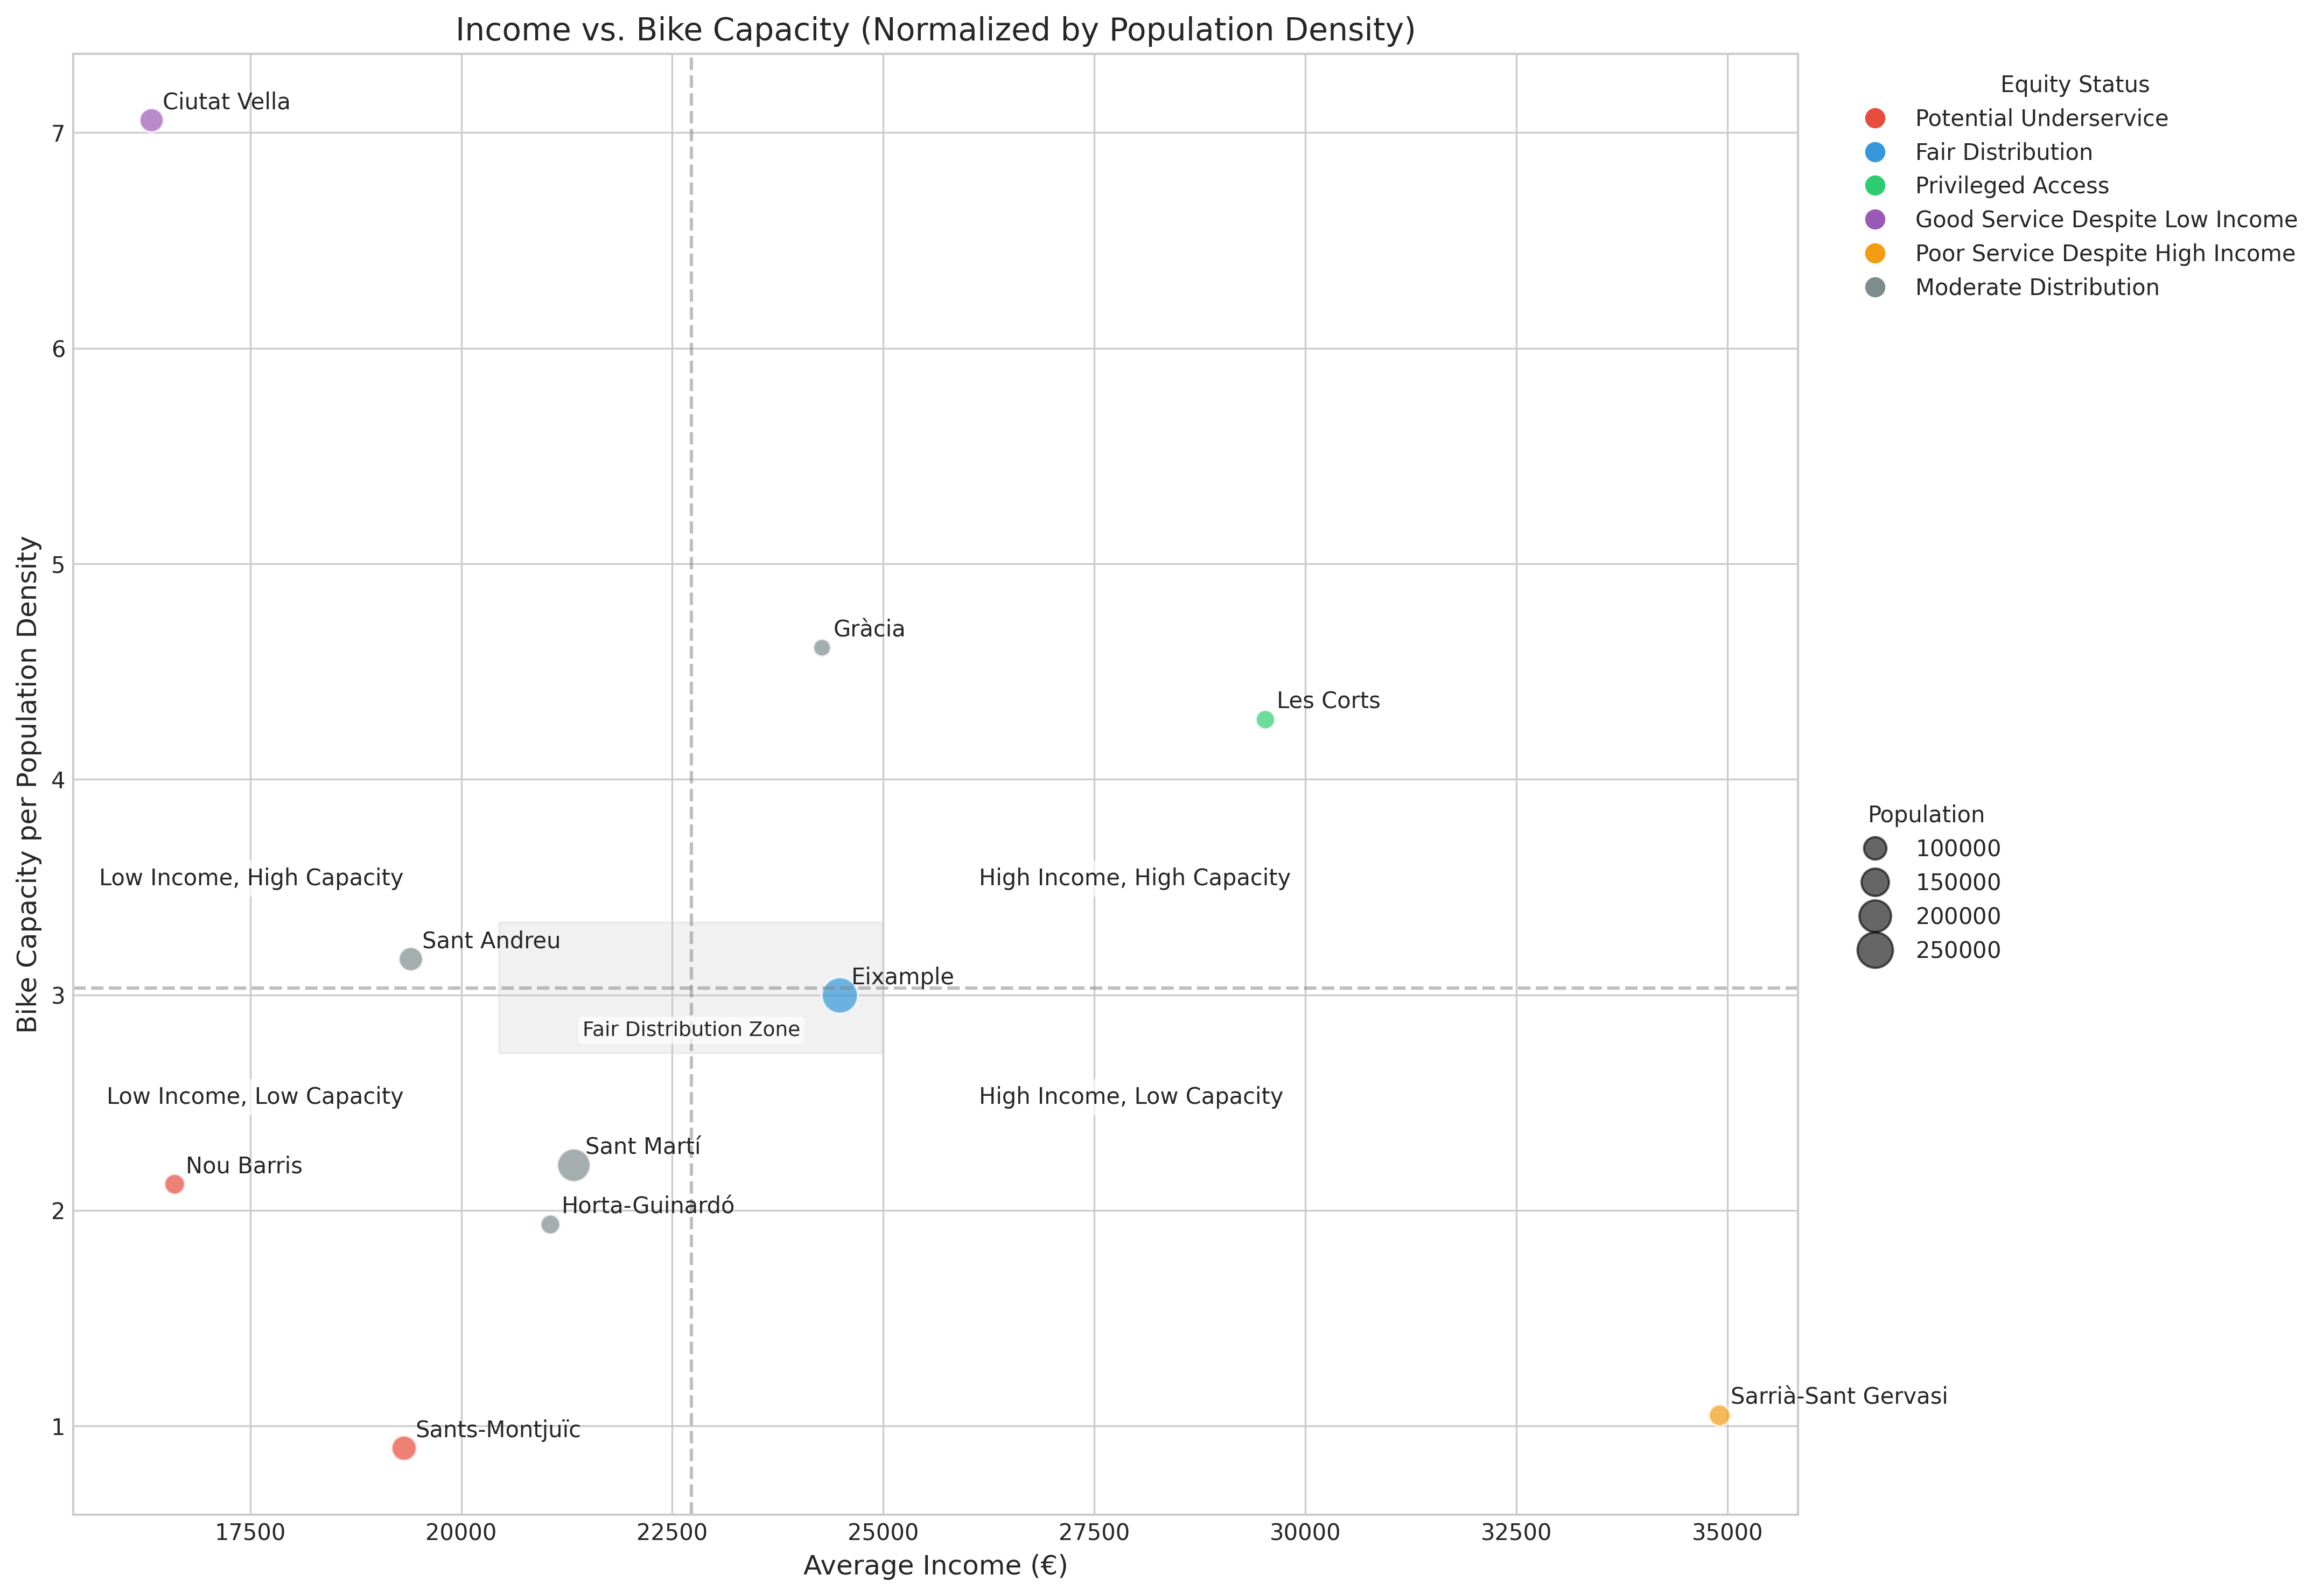 Income vs. Bike Capacity (Normalized by Population Density)
Bike Capacity per Population Density
7
6
5
4
3
2
1
Ciutat Vella
Gràcia
Les Corts
Low Income, High Capacity
High Income, High Capacity
Sant Andreu
Eixample
Fair Distribution Zone
Low Income, Low Capacity
High Income, Low Capacity
Sant Martí
Nou Barris
Horta-Guinardó
Sarrià-Sant Gervasi
Sants-Montjuïc
17500
20000
22500
25000
27500
30000
32500
35000
Average Income (€)
Equity Status
Potential Underservice
Fair Distribution
Privileged Access
Good Service Despite Low Income
Poor Service Despite High Income
Moderate Distribution
Population
100000
150000
200000
250000